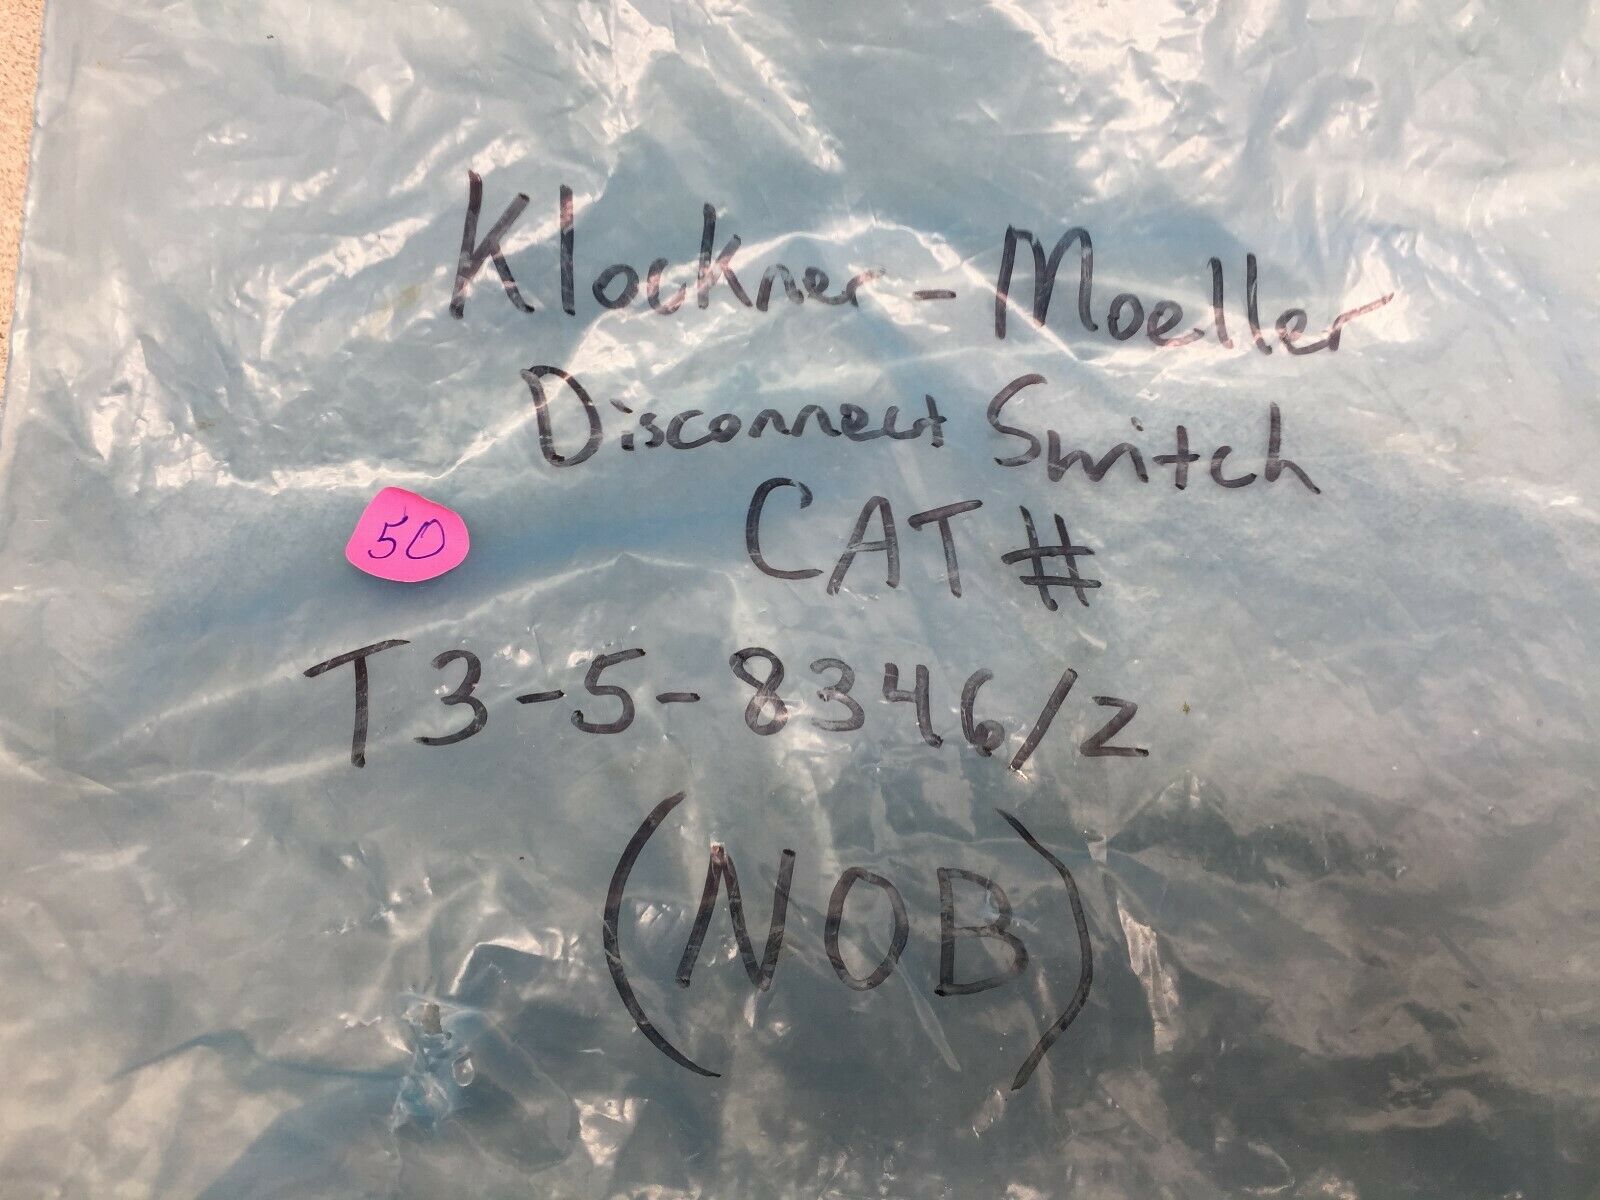 Klockner-Moeller
Disconnect Switch
CAT #
50
T3-5-8346/Z
(NOB)